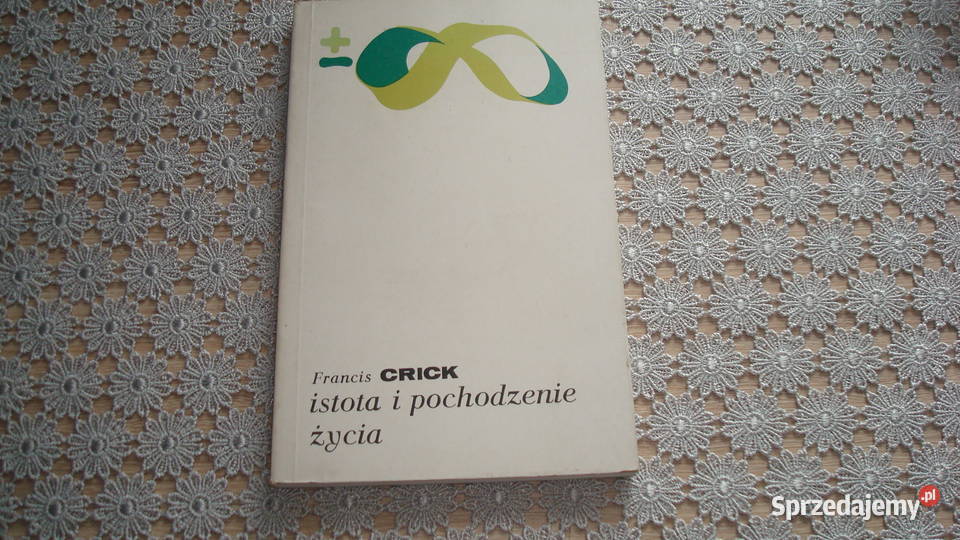 ±∞
Francis CRICK
istota i pochodzenie
życia
Sprzedajemy.pl